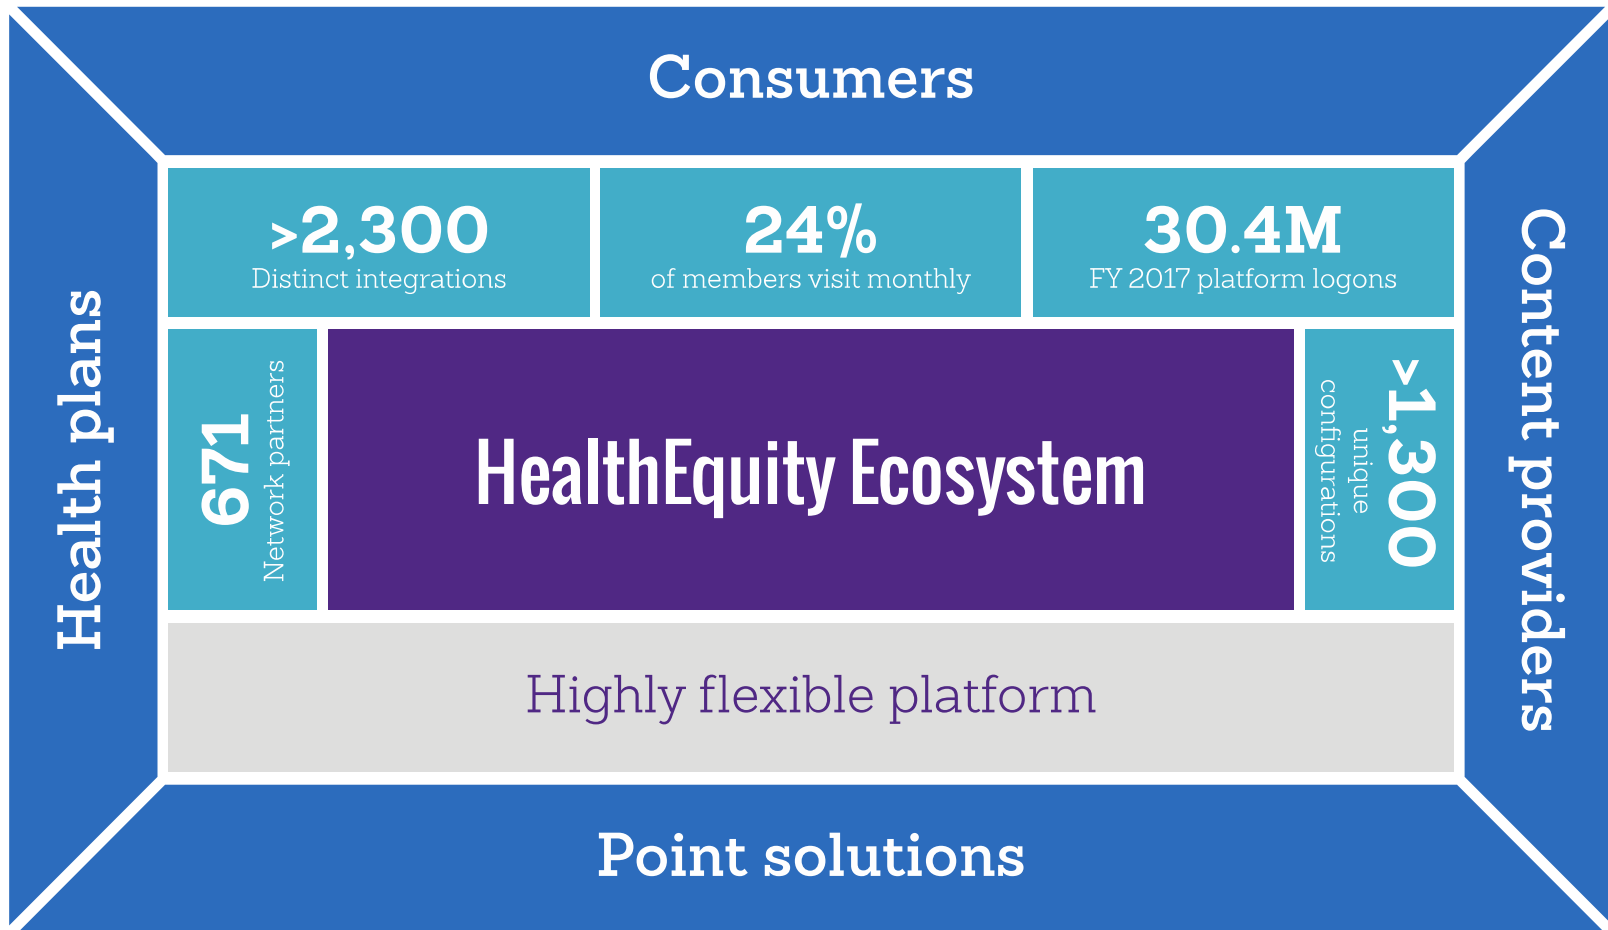 Consumers
>2,300
Distinct integrations
24%
of members visit monthly
30.4M
FY 2017 platform logons
Health plans
671
Network partners
HealthEquity Ecosystem
>1,300
unique
configurations
Content providers
Highly flexible platform
Point solutions